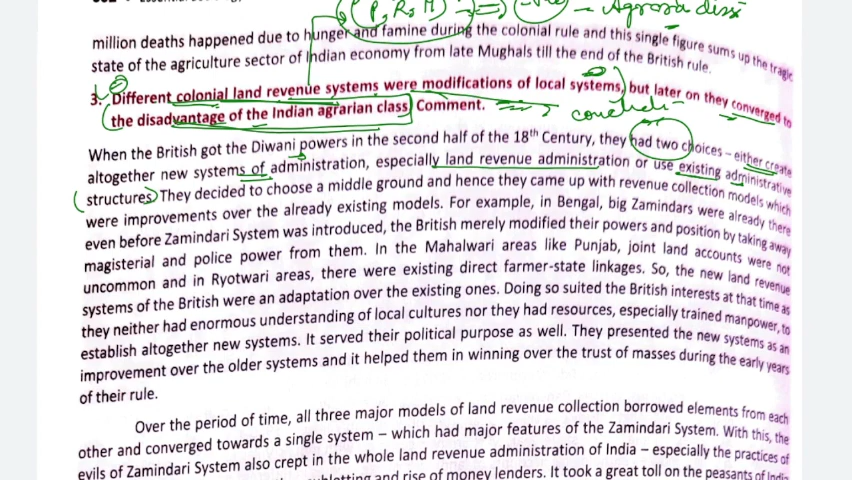 (P, R, M) => -ve - Agrara diss
million deaths happened due to hunger and famine during the colonial rule and this single figure sums up the tragic
state of the agriculture sector of Indian economy from late Mughals till the end of the British rule.
3. Different colonial land revenue systems were modifications of local systems, but later on they converged to
the disadvantage of the Indian agrarian class. Comment.
conclude
When the British got the Diwani powers in the second half of the 18th Century, they had two choices – either create
altogether new systems of administration, especially land revenue administration or use existing administrative
structures. They decided to choose a middle ground and hence they came up with revenue collection models which
were improvements over the already existing models. For example, in Bengal, big Zamindars were already there
even before Zamindari System was introduced, the British merely modified their powers and position by taking away
magisterial and police power from them. In the Mahalwari areas like Punjab, joint land accounts were not
uncommon and in Ryotwari areas, there were existing direct farmer-state linkages. So, the new land revenue
systems of the British were an adaptation over the existing ones. Doing so suited the British interests at that time as
they neither had enormous understanding of local cultures nor they had resources, especially trained manpower, to
establish altogether new systems. It served their political purpose as well. They presented the new systems as an
improvement over the older systems and it helped them in winning over the trust of masses during the early years
of their rule.
Over the period of time, all three major models of land revenue collection borrowed elements from each
other and converged towards a single system – which had major features of the Zamindari System. With this, the
evils of Zamindari System also crept in the whole land revenue administration of India – especially the practices of
subletting and rise of money lenders. It took a great toll on the peasants of India